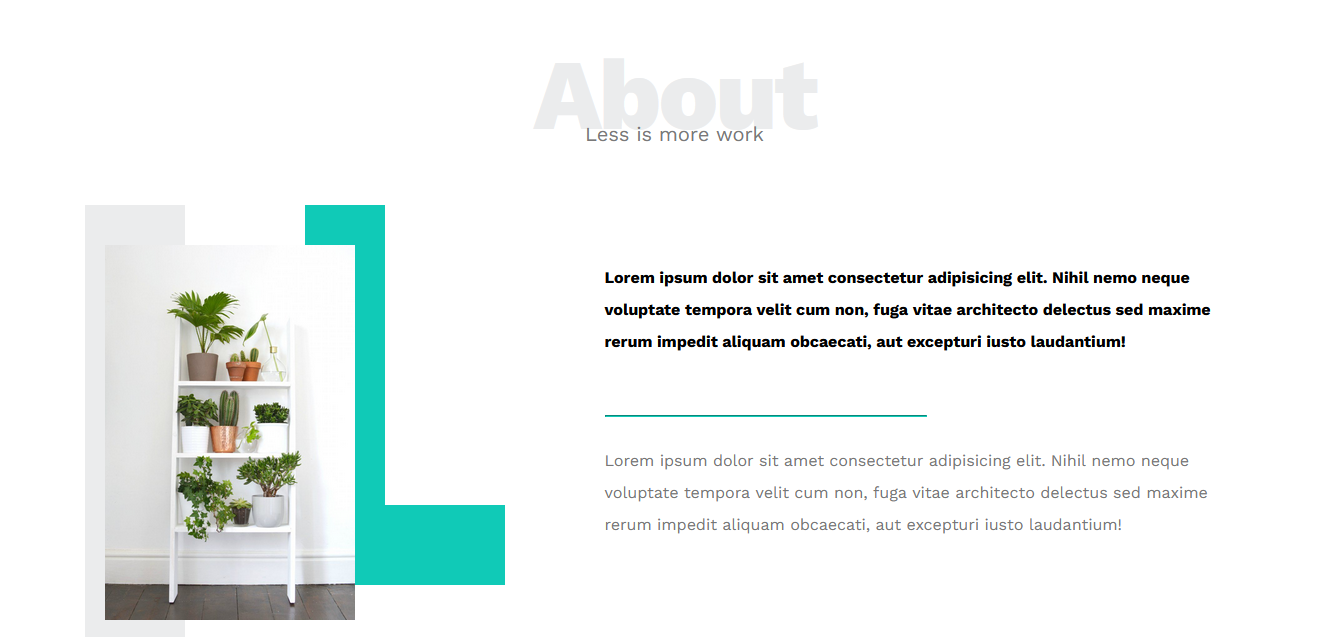 About
Less is more work
Lorem ipsum dolor sit amet consectetur adipisicing elit. Nihil nemo neque
voluptate tempora velit cum non, fuga vitae architecto delectus sed maxime
rerum impedit aliquam obcaecati, aut excepturi iusto laudantium!
Lorem ipsum dolor sit amet consectetur adipisicing elit. Nihil nemo neque
voluptate tempora velit cum non, fuga vitae architecto delectus sed maxime
rerum impedit aliquam obcaecati, aut excepturi iusto laudantium!